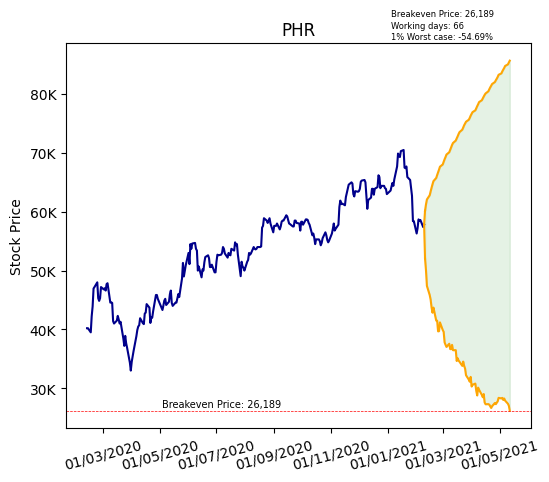 Breakeven Price: 26,189
Working days: 66
1% Worst case: -54.69%
PHR
Stock Price
80K
70K
60K
50K
40K
30K
Breakeven Price: 26,189
01/03/2020
01/05/2020
01/07/2020
01/09/2020
01/11/2020
01/01/2021
01/03/2021
01/05/2021